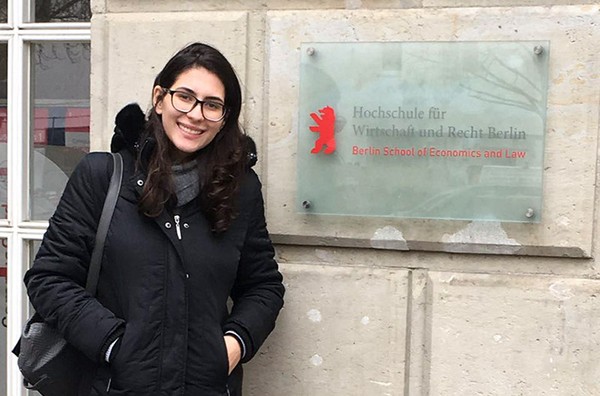 Hochschule für
Wirtschaft und Recht Berlin
Berlin School of Economics and Law